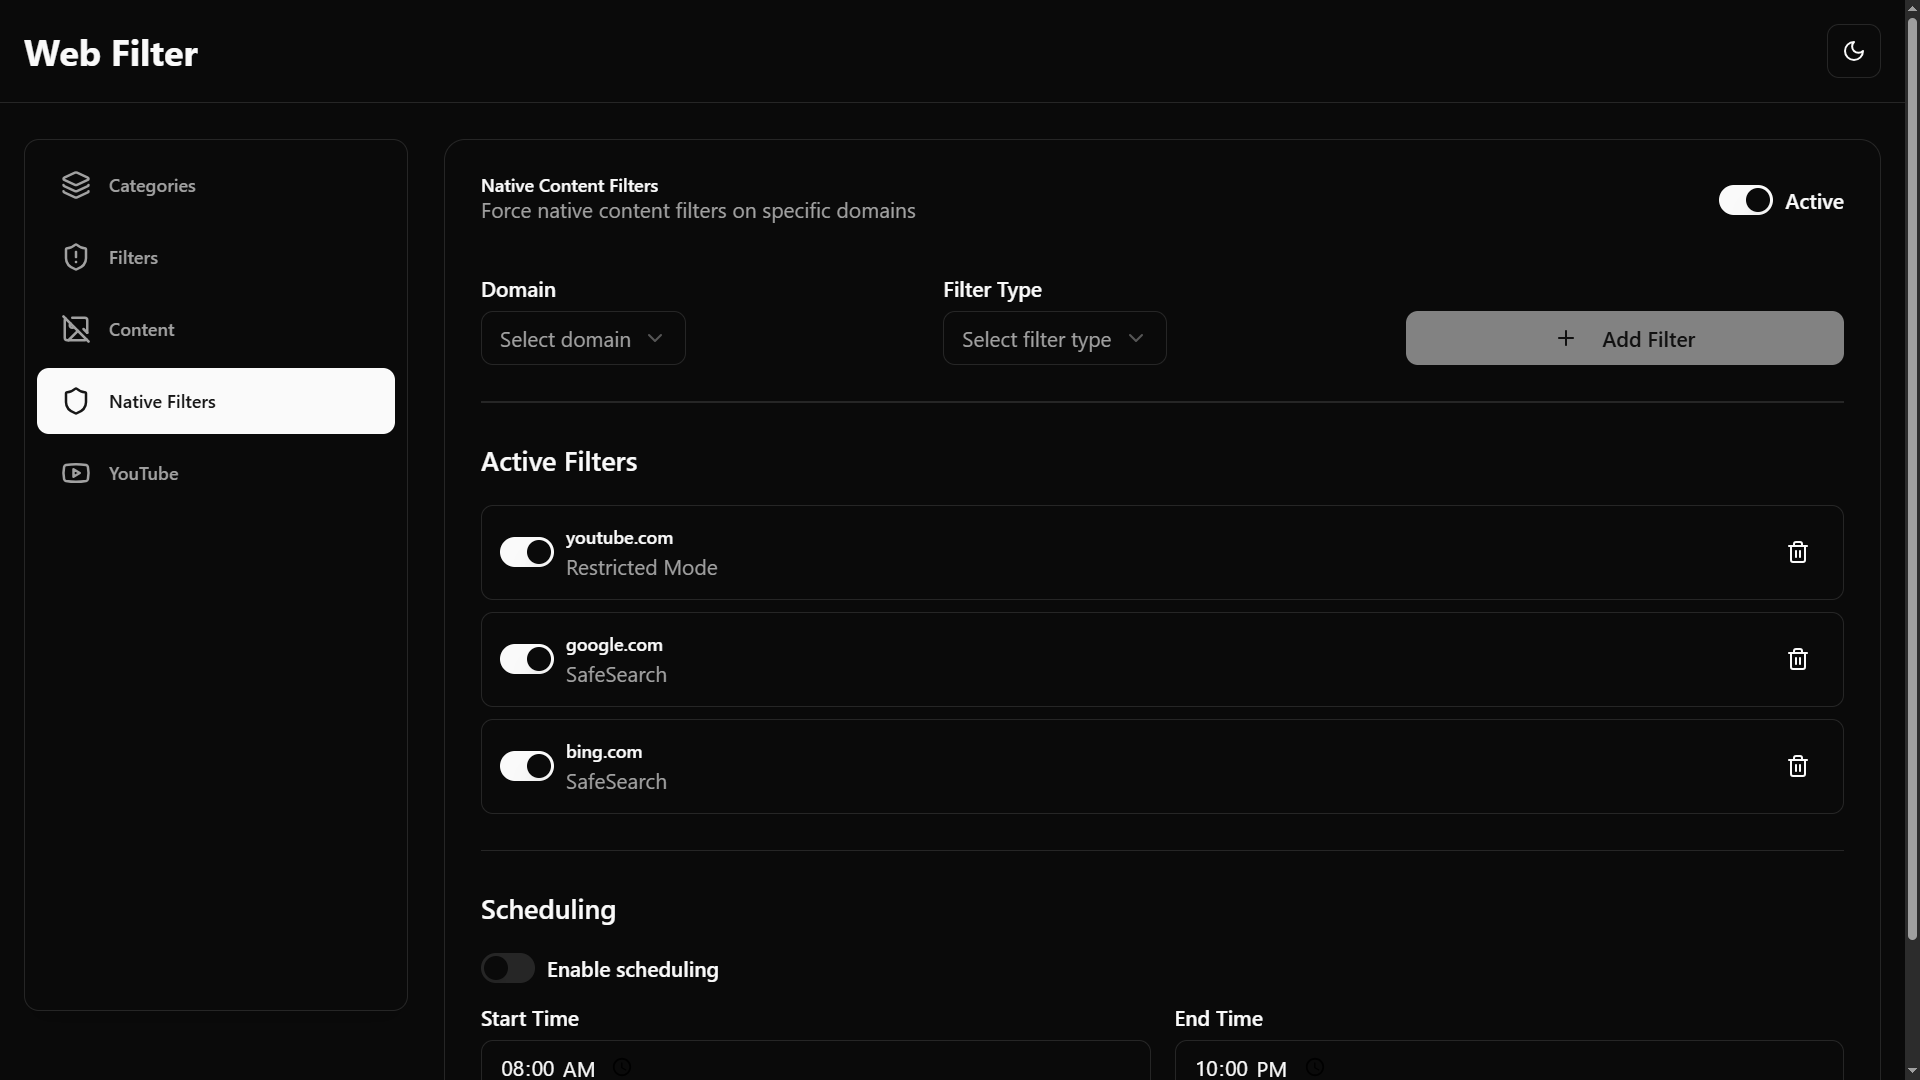 Web Filter
Categories
Filters
Content
Native Filters
YouTube
Native Content Filters
Force native content filters on specific domains
Active
Domain
Filter Type
Select domain
Select filter type
Add Filter
Active Filters
youtube.com
Restricted Mode
google.com
SafeSearch
bing.com
SafeSearch
Scheduling
Enable scheduling
Start Time
End Time
08:00 AM
10:00 PM